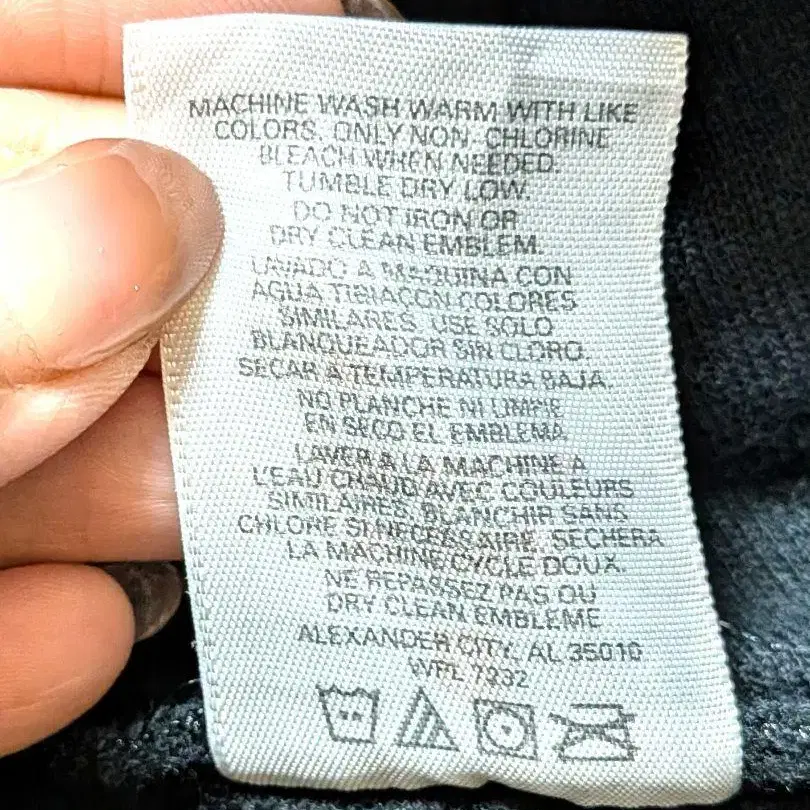 MACHINE WASH WARM WITH LIKE
COLORS. ONLY NON-CHLORINE
BLEACH WHEN NEEDED.
TUMBLE DRY LOW.
DO NOT IRON OR
DRY CLEAN EMBLEM.
LAVADO A MAQUINA CON
AGUA TIBIA CON COLORES
SIMILARES. USE SOLO
BLANQUEADOR SIN CLORO.
SECAR A TEMPERATURA BAJA.
NO PLANCHE NI LIMPIE
EN SECO EL EMBLEMA
LAVER A LA MACHINE A
L'EAU CHAUD AVEC COULEURS
SIMILAIRES. BLANCHIR SANS
CHLORE SI NECESSAIRE. SECHER A
LA MACHINE CYCLE DOUX.
NE REPASSEZ PAS OU
DRY CLEAN EMBLEME
ALEXANDER CITY, AL 35010
WPL 7232